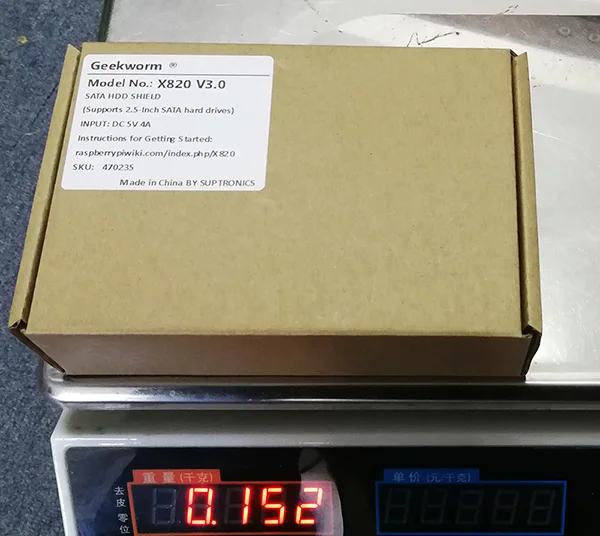 Geekworm ®
Model No.: X820 V3.0
SATA HDD SHIELD
(Supports 2.5-Inch SATA hard drives)
INPUT: DC 5V 4A
Instructions for Getting Started:
raspberrypiwiki.com/index.php/X820
SKU: 470235
Made in China BY SUPTRONICS
重量(千克)
单价(元/千克)
去皮
零位
0.152